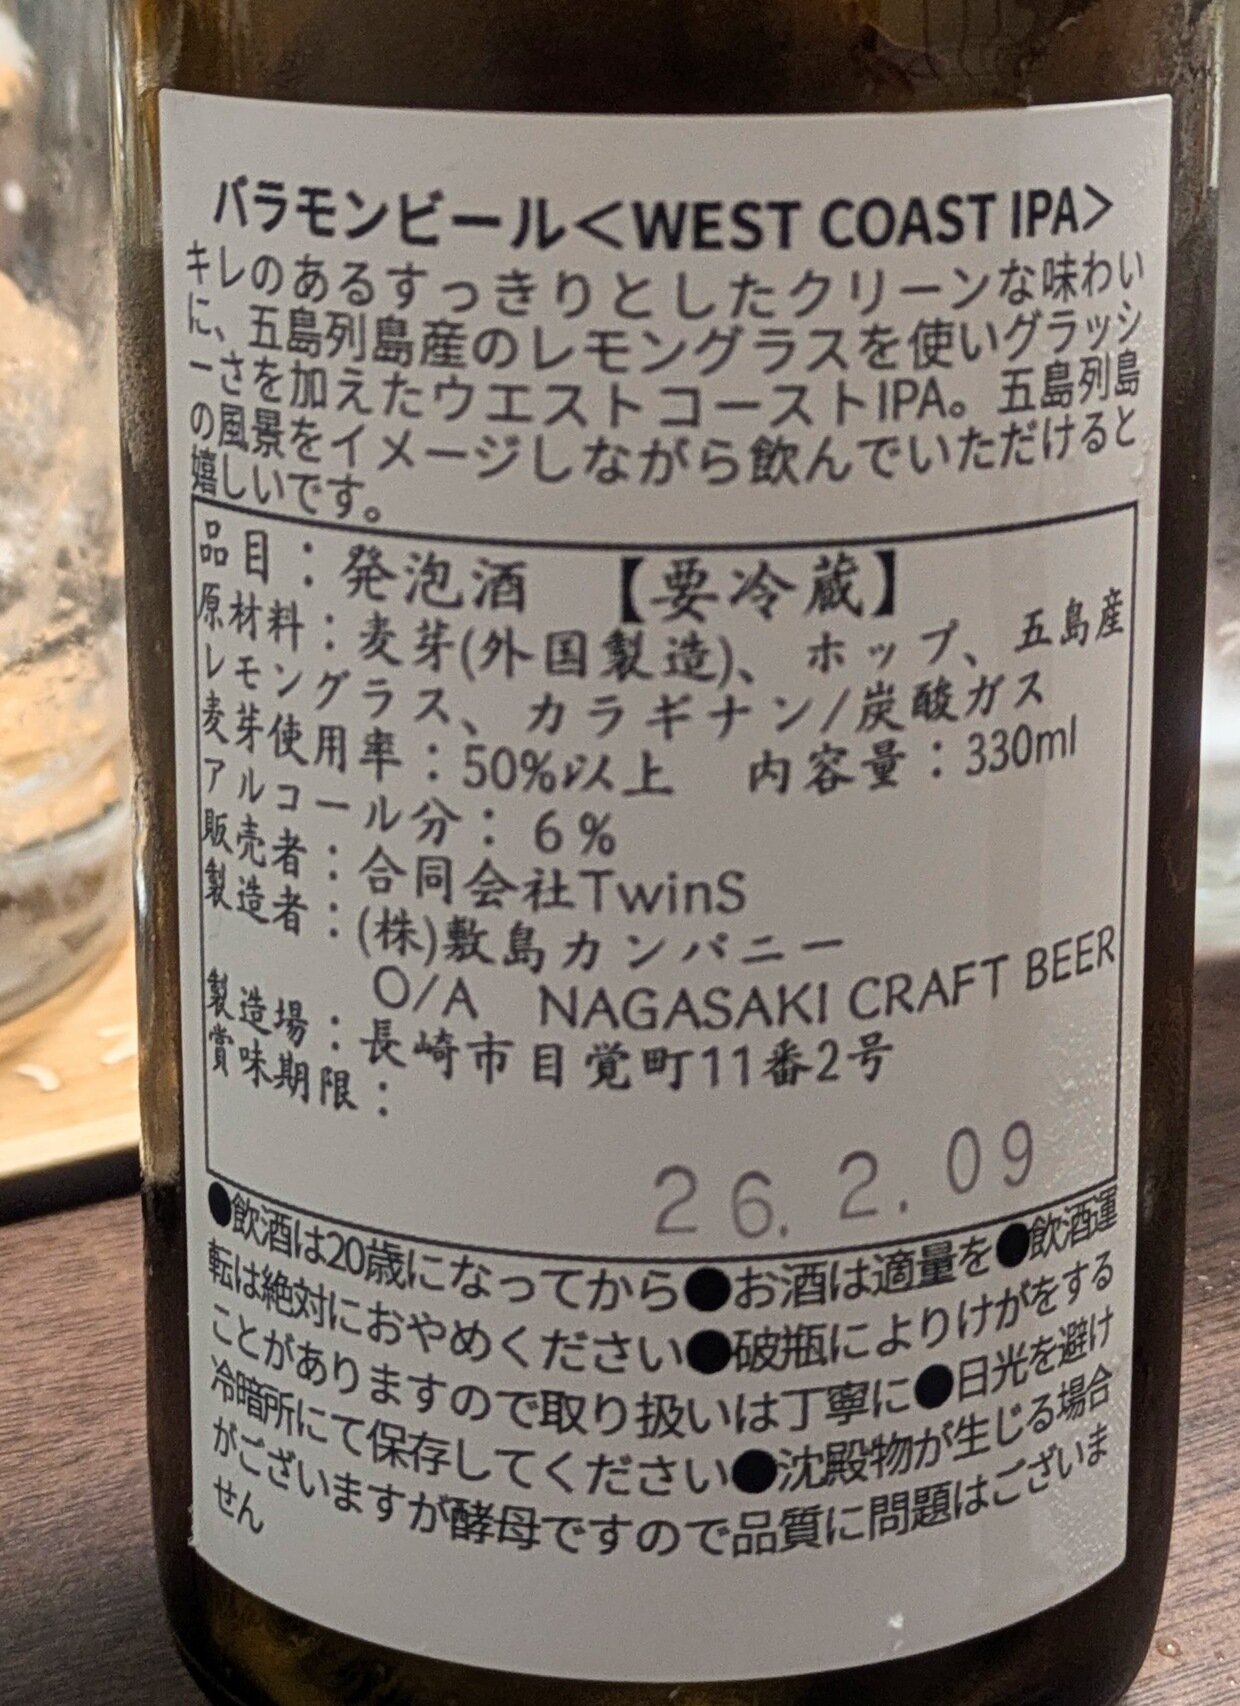 バラモンビール＜WEST COAST IPA＞
キレのあるすっきりとしたクリーンな味わい
に、五島列島産のレモングラスを使いグラッシ
ーさを加えたウエストコーストIPA。五島列島
の風景をイメージしながら飲んでいただけると
嬉しいです。
品目：発泡酒　【要冷蔵】
原材料：麦芽(外国製造)、ホップ、五島産
レモングラス、カラギナン/炭酸ガス
麦芽使用率：50%以上　内容量：330ml
アルコール分：6%
販売者：合同会社TwinS
製造者：(株)敷島カンパニー
O/A　NAGASAKI CRAFT BEER
製造場：長崎市目覚町11番2号
賞味期限：
26.2.09
●飲酒は20歳になってから●お酒は適量を●飲酒運
転は絶対におやめください●破瓶によりけがをする
ことがありますので取り扱いは丁寧に●日光を避け
冷暗所にて保存してください●沈殿物が生じる場合
がございますが酵母ですので品質に問題はございま
せん